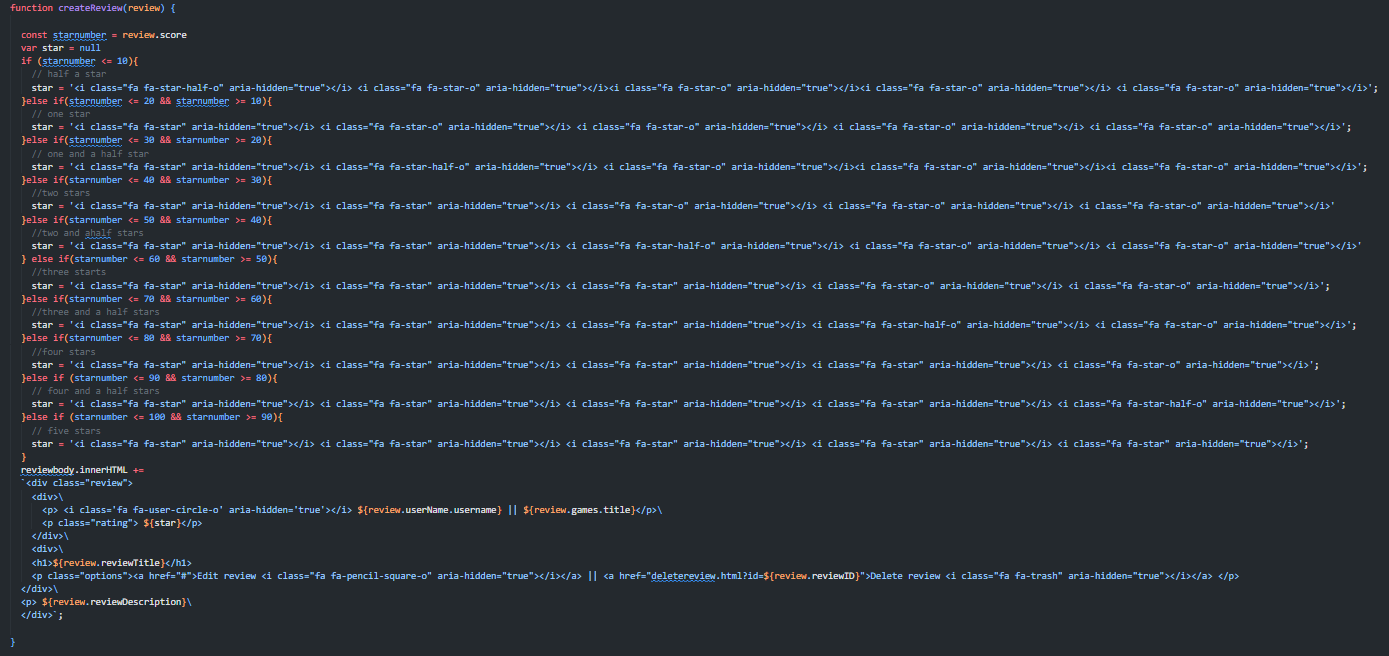 function createReview(review) {
const starnumber = review.score
var star = null
if (starnumber <= 10){
// half a star
star = '<i class="fa fa-star-half-o" aria-hidden="true"></i> <i class="fa fa-star-o" aria-hidden="true"></i><i class="fa fa-star-o" aria-hidden="true"></i><i class="fa fa-star-o" aria-hidden="true"></i> <i class="fa fa-star-o" aria-hidden="true"></i>';
}else if(starnumber <= 20 && starnumber >= 10){
// one star
star = '<i class="fa fa-star" aria-hidden="true"></i> <i class="fa fa-star-o" aria-hidden="true"></i> <i class="fa fa-star-o" aria-hidden="true"></i> <i class="fa fa-star-o" aria-hidden="true"></i> <i class="fa fa-star-o" aria-hidden="true"></i>';
}else if(starnumber <= 30 && starnumber >= 20){
// one and a half star
star = '<i class="fa fa-star" aria-hidden="true"></i> <i class="fa fa-star-half-o" aria-hidden="true"></i> <i class="fa fa-star-o" aria-hidden="true"></i><i class="fa fa-star-o" aria-hidden="true"></i><i class="fa fa-star-o" aria-hidden="true"></i>';
}else if(starnumber <= 40 && starnumber >= 30){
//two stars
star = '<i class="fa fa-star" aria-hidden="true"></i> <i class="fa fa-star" aria-hidden="true"></i> <i class="fa fa-star-o" aria-hidden="true"></i> <i class="fa fa-star-o" aria-hidden="true"></i> <i class="fa fa-star-o" aria-hidden="true"></i>'
}else if(starnumber <= 50 && starnumber >= 40){
//two and ahalf stars
star = '<i class="fa fa-star" aria-hidden="true"></i> <i class="fa fa-star" aria-hidden="true"></i> <i class="fa fa-star-half-o" aria-hidden="true"></i> <i class="fa fa-star-o" aria-hidden="true"></i> <i class="fa fa-star-o" aria-hidden="true"></i>'
} else if(starnumber <= 60 && starnumber >= 50){
//three starts
star = '<i class="fa fa-star" aria-hidden="true"></i> <i class="fa fa-star" aria-hidden="true"></i> <i class="fa fa-star" aria-hidden="true"></i> <i class="fa fa-star-o" aria-hidden="true"></i> <i class="fa fa-star-o" aria-hidden="true"></i>';
}else if(starnumber <= 70 && starnumber >= 60){
//three and a half stars
star = '<i class="fa fa-star" aria-hidden="true"></i> <i class="fa fa-star" aria-hidden="true"></i> <i class="fa fa-star" aria-hidden="true"></i> <i class="fa fa-star-half-o" aria-hidden="true"></i> <i class="fa fa-star-o" aria-hidden="true"></i>';
}else if(starnumber <= 80 && starnumber >= 70){
//four stars
star = '<i class="fa fa-star" aria-hidden="true"></i> <i class="fa fa-star" aria-hidden="true"></i> <i class="fa fa-star" aria-hidden="true"></i> <i class="fa fa-star" aria-hidden="true"></i> <i class="fa fa-star-o" aria-hidden="true"></i>';
}else if (starnumber <= 90 && starnumber >= 80){
// four and a half stars
star = '<i class="fa fa-star" aria-hidden="true"></i> <i class="fa fa-star" aria-hidden="true"></i> <i class="fa fa-star" aria-hidden="true"></i> <i class="fa fa-star" aria-hidden="true"></i> <i class="fa fa-star-half-o" aria-hidden="true"></i>';
}else if (starnumber <= 100 && starnumber >= 90){
// five stars
star = '<i class="fa fa-star" aria-hidden="true"></i> <i class="fa fa-star" aria-hidden="true"></i> <i class="fa fa-star" aria-hidden="true"></i> <i class="fa fa-star" aria-hidden="true"></i> <i class="fa fa-star" aria-hidden="true"></i>';
}
reviewbody.innerHTML +=
`<div class="review">
<div>\
<p> <i class='fa fa-user-circle-o' aria-hidden='true'></i> ${review.userName.username} || ${review.games.title}</p>\
<p class="rating"> ${star}</p>
</div>\
<div>\
<h1>${review.reviewTitle}</h1>
<p class="options"><a href="#">Edit review <i class="fa fa-pencil-square-o" aria-hidden="true"></i></a> || <a href="deletereview.html?id=${review.reviewID}">Delete review <i class="fa fa-trash" aria-hidden="true"></i></a> </p>
</div>\
<p> ${review.reviewDescription}\
</div>`;
}